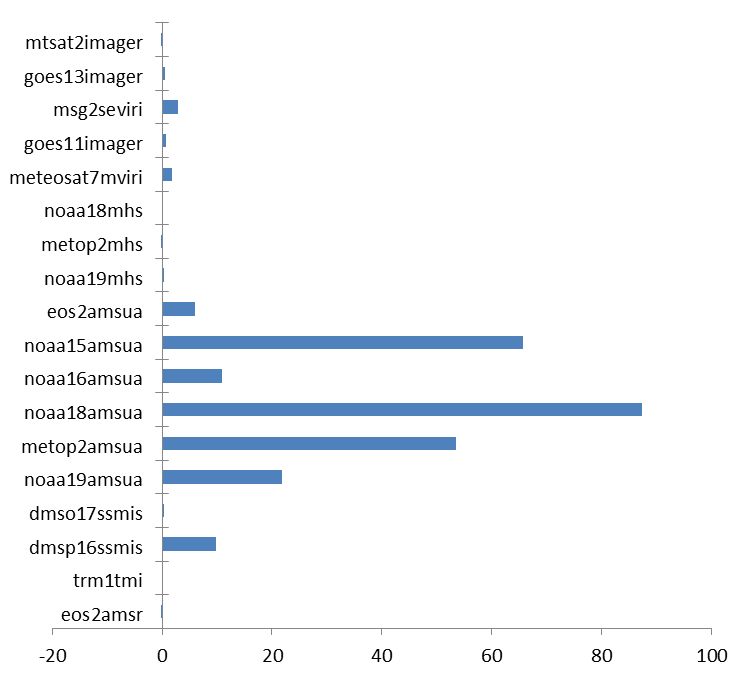 mtsat2imager
goes13imager
msg2seviri
goes11imager
meteosat7mviri
noaa18mhs
metop2mhs
noaa19mhs
eos2amsua
noaa15amsua
noaa16amsua
noaa18amsua
metop2amsua
noaa19amsua
dmso17ssmis
dmsp16ssmis
trm1tmi
eos2amsr
-20 0 20 40 60 80 100